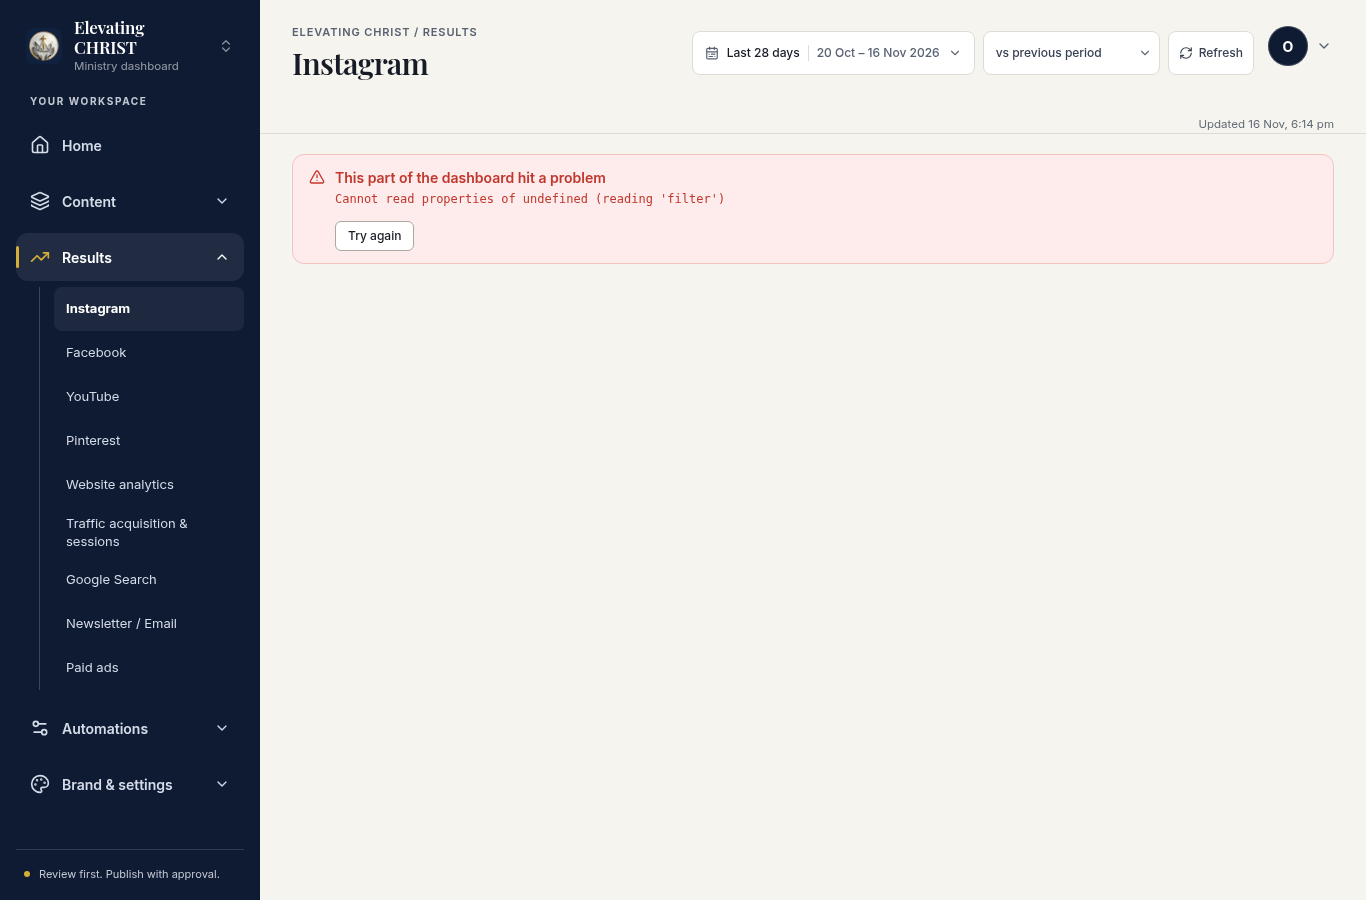 Elevating
CHRIST
Ministry dashboard
YOUR WORKSPACE
Home
Content
Results
Instagram
Facebook
YouTube
Pinterest
Website analytics
Traffic acquisition &
sessions
Google Search
Newsletter / Email
Paid ads
Automations
Brand & settings
Review first. Publish with approval.
ELEVATING CHRIST / RESULTS
Instagram
Last 28 days 20 Oct – 16 Nov 2026
vs previous period
Refresh
O
Updated 16 Nov, 6:14 pm
This part of the dashboard hit a problem
Cannot read properties of undefined (reading 'filter')
Try again